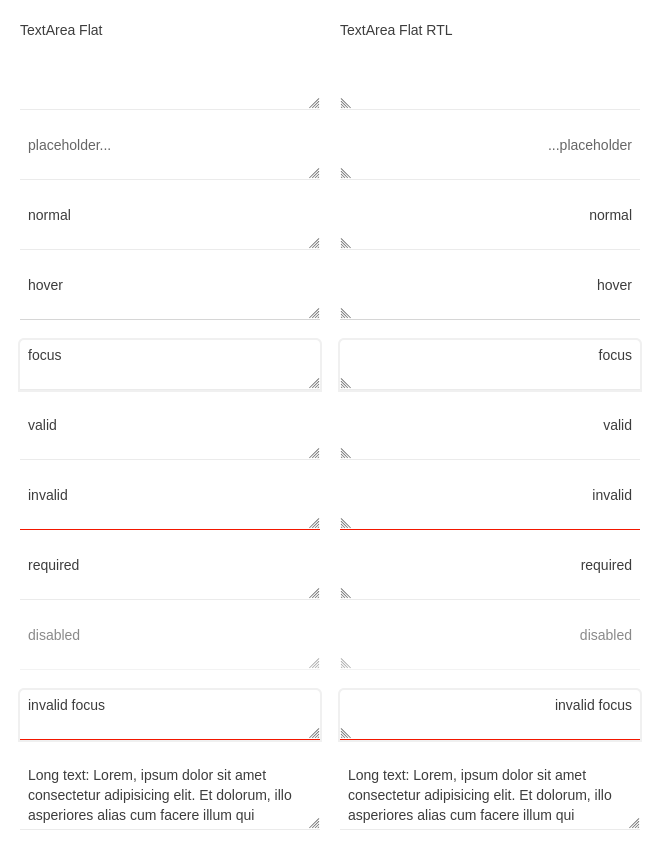 TextArea Flat
TextArea Flat RTL
placeholder...
...placeholder
normal
normal
hover
hover
focus
focus
valid
valid
invalid
invalid
required
required
disabled
disabled
invalid focus
invalid focus
Long text: Lorem, ipsum dolor sit amet
consectetur adipisicing elit. Et dolorum, illo
asperiores alias cum facere illum qui
Long text: Lorem, ipsum dolor sit amet
consectetur adipisicing elit. Et dolorum, illo
asperiores alias cum facere illum qui